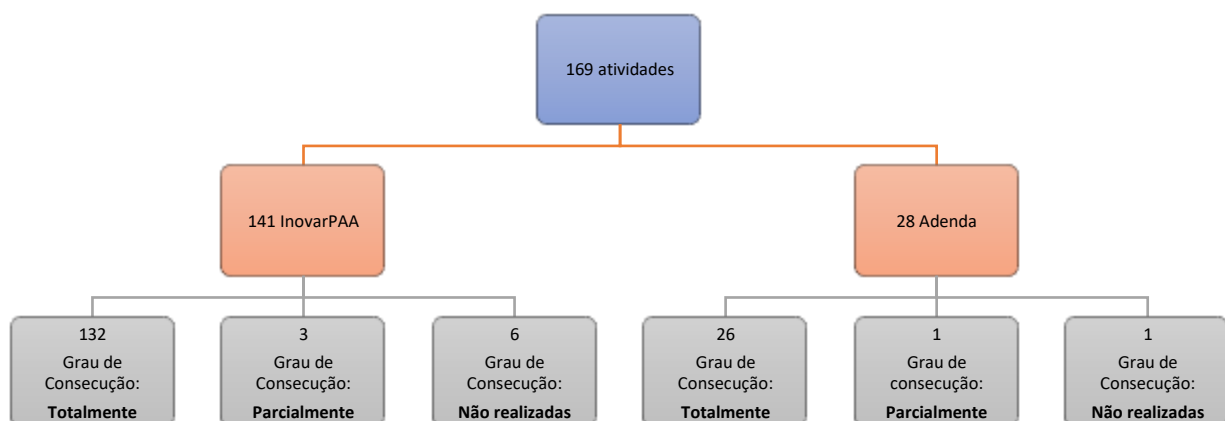 169 atividades
141 InovarPAA
28 Adenda
132
Grau de
Consecução:
Totalmente
3
Grau de
Consecução:
Parcialmente
6
Grau de
Consecução:
Não realizadas
26
Grau de
Consecução:
Totalmente
1
Grau de
consecução:
Parcialmente
1
Grau de
Consecução:
Não realizadas